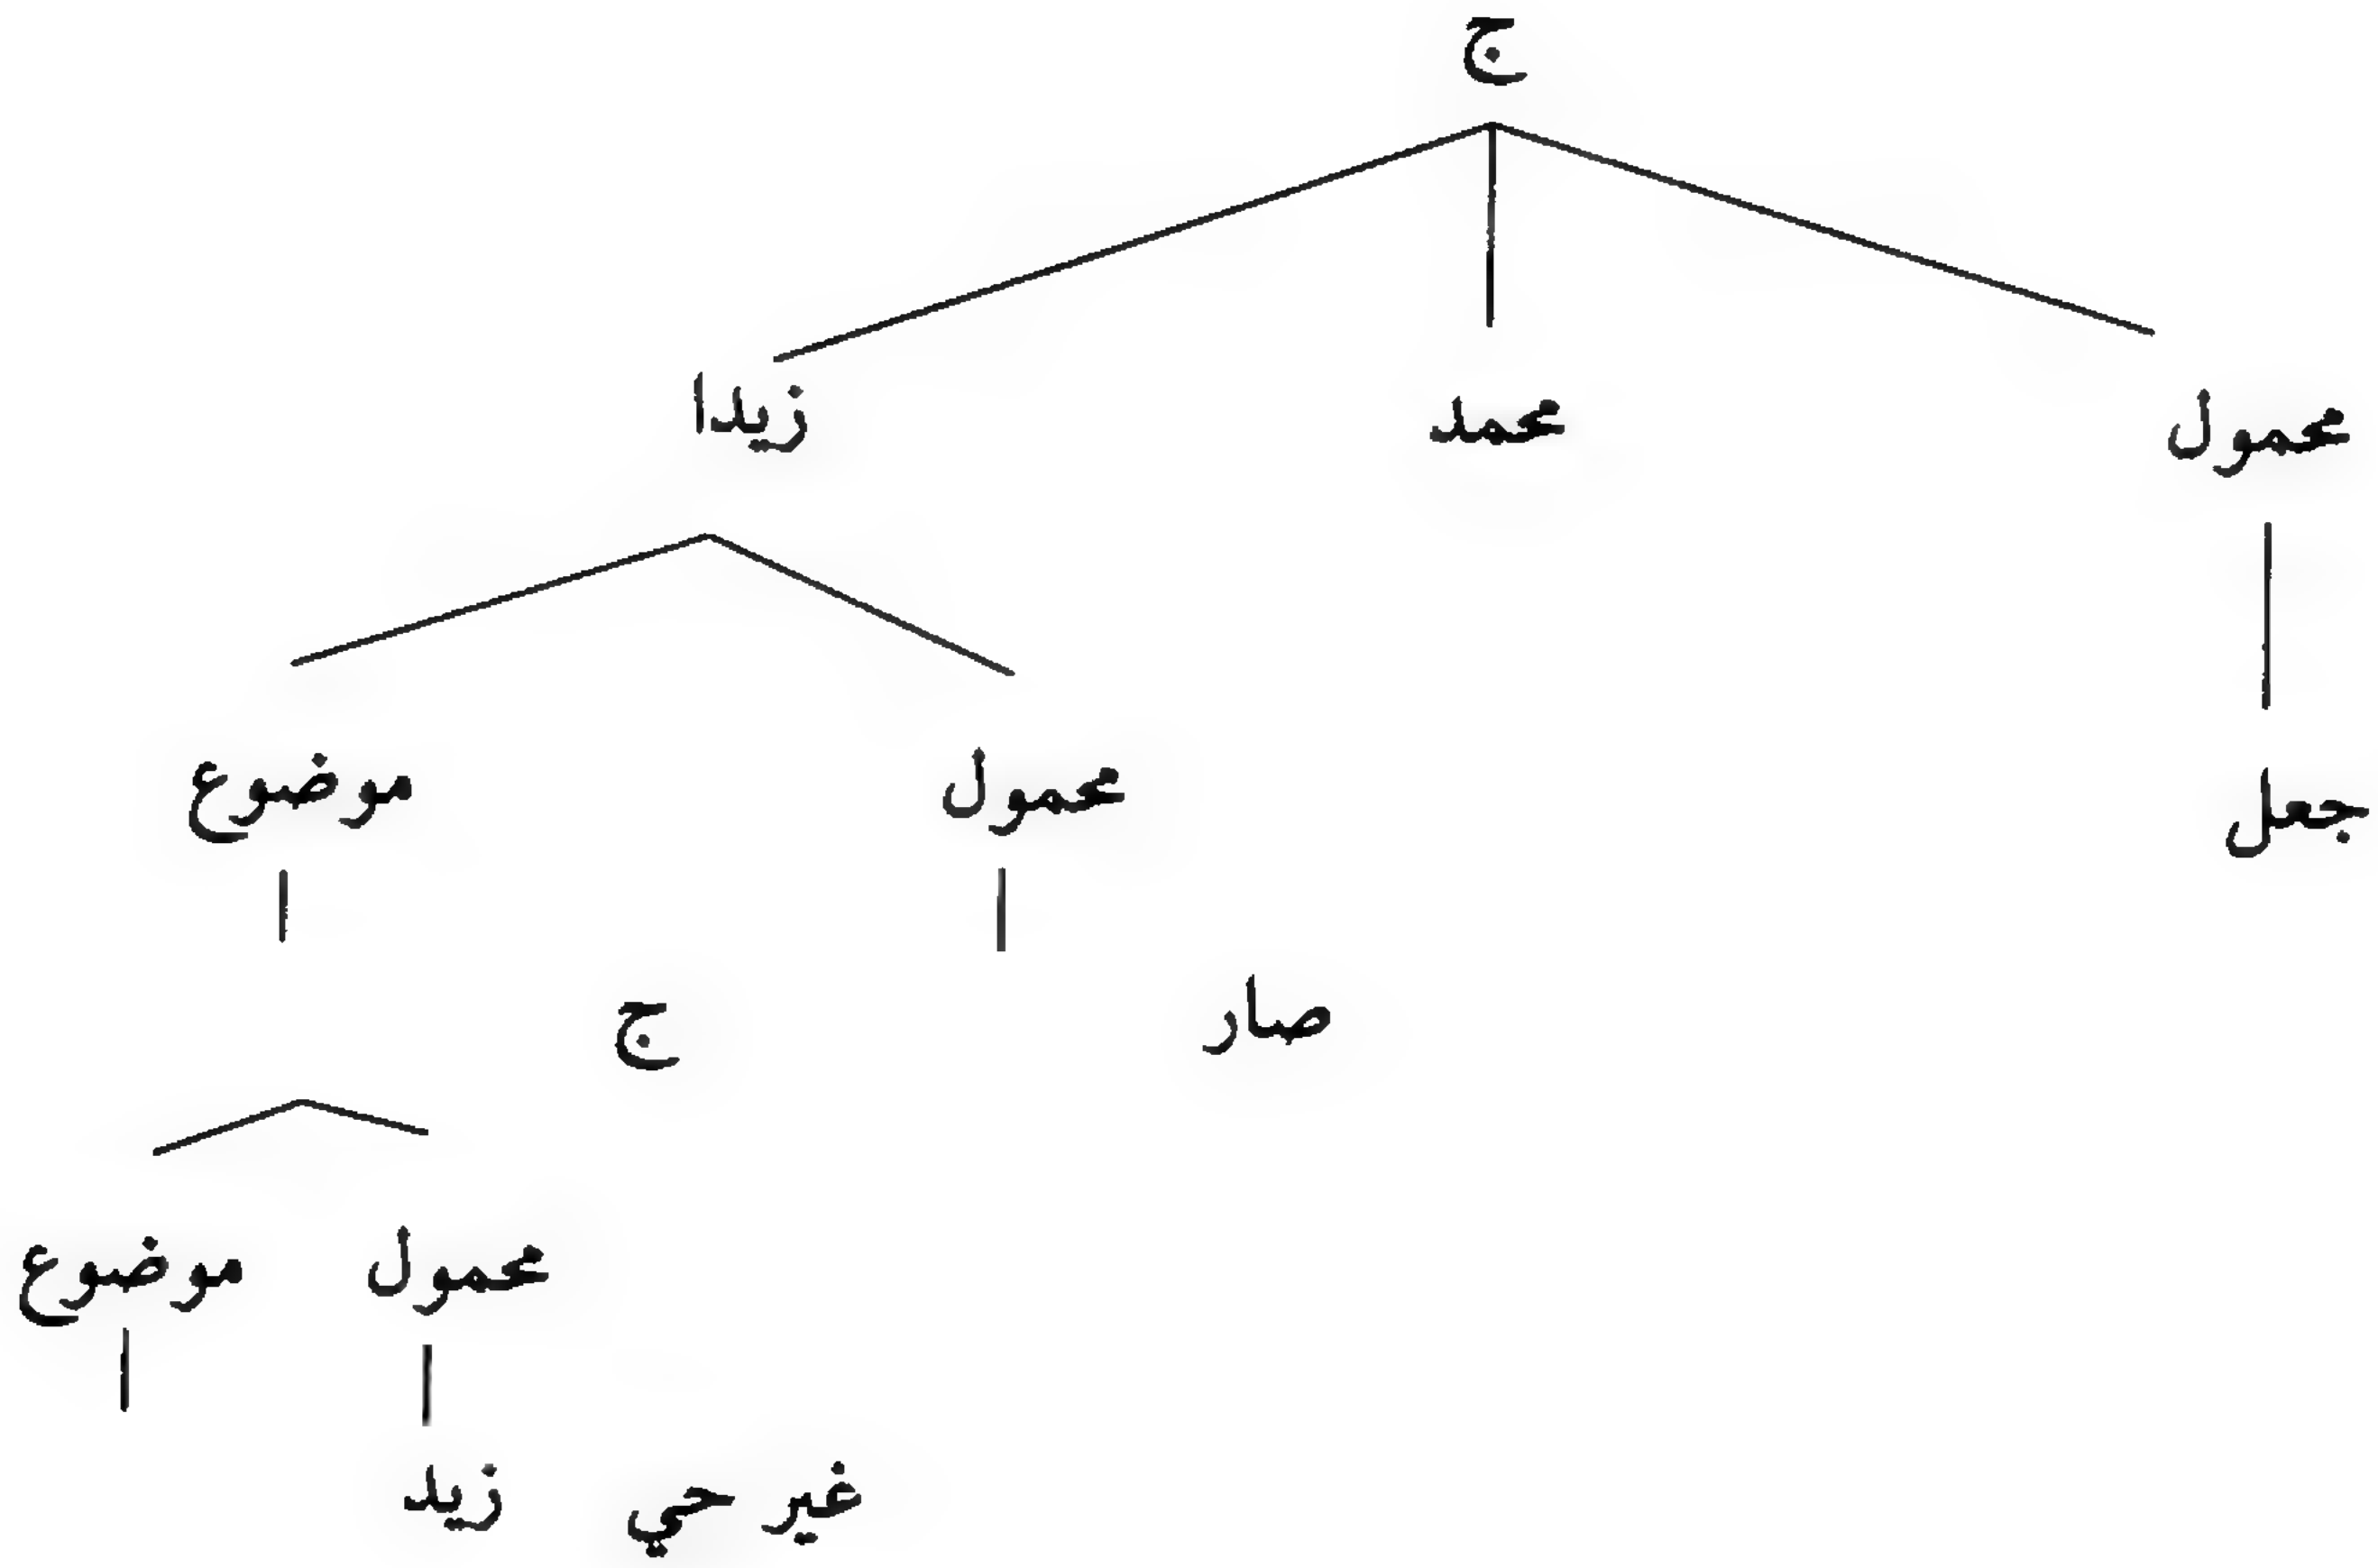 ج
محمول محمد زيدا
جعل محمول موضوع
صار ج
محمول موضوع
غير حي زيد